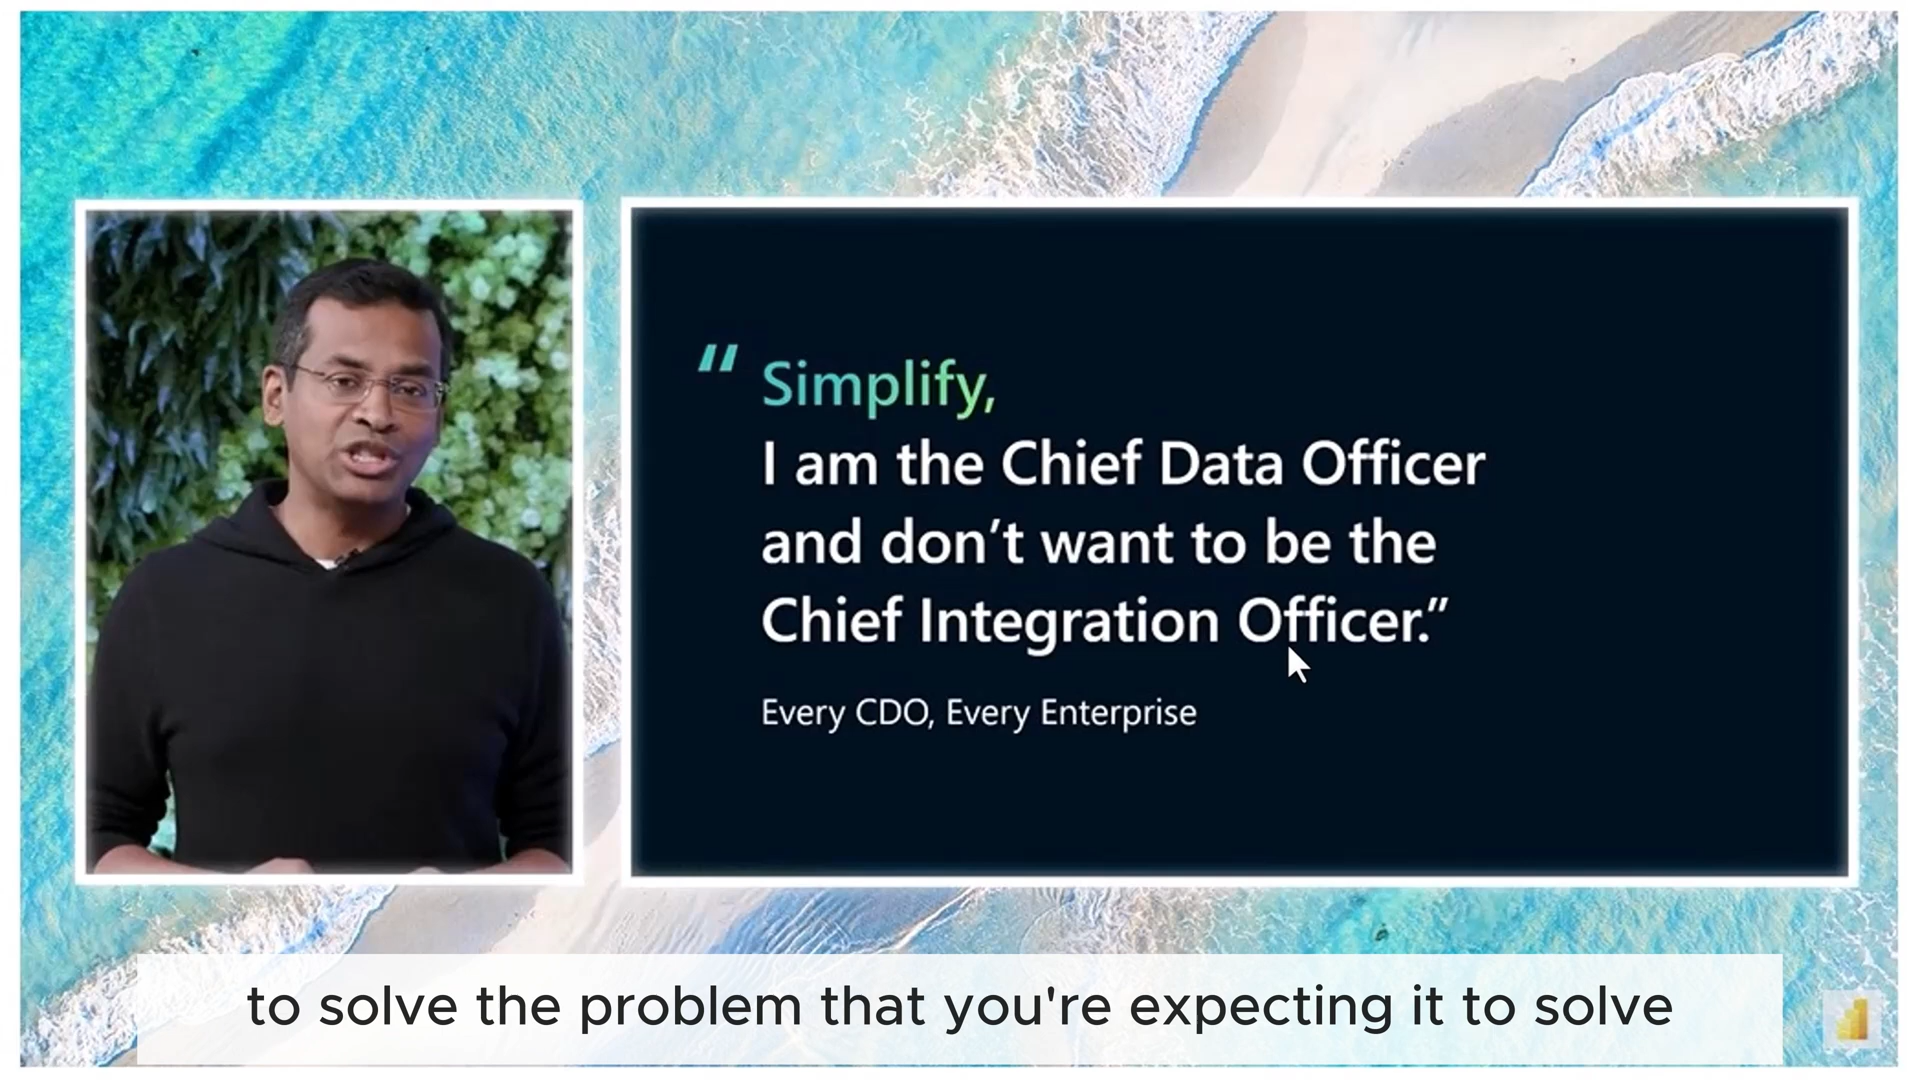 “ Simplify,
I am the Chief Data Officer
and don’t want to be the
Chief Integration Officer.”
Every CDO, Every Enterprise
to solve the problem that you're expecting it to solve